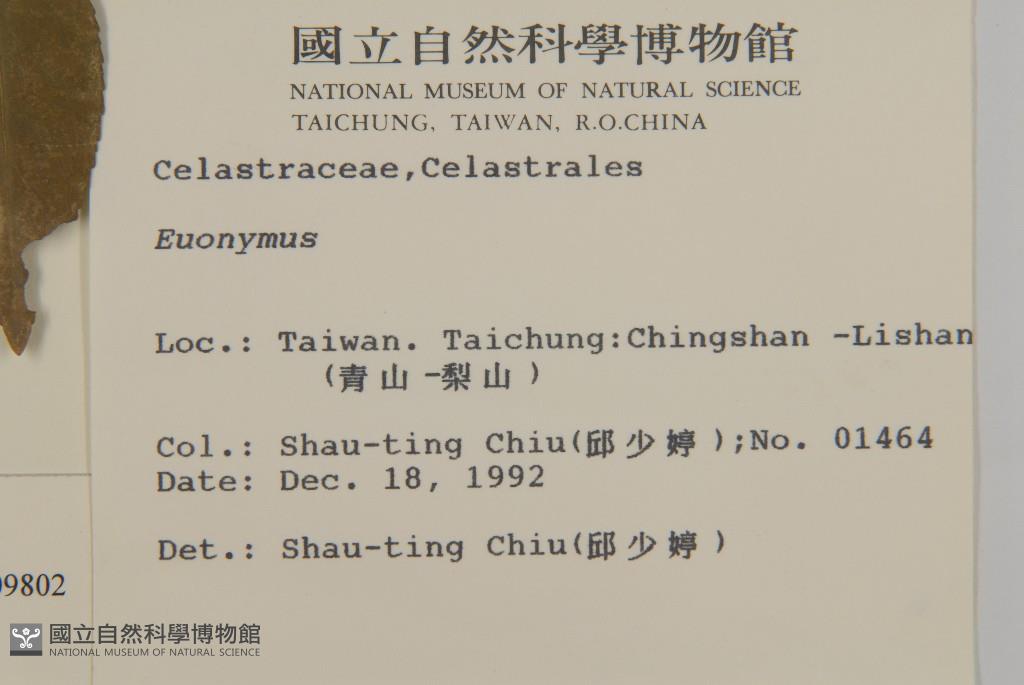 國立自然科學博物館
NATIONAL MUSEUM OF NATURAL SCIENCE
TAICHUNG, TAIWAN, R.O.CHINA
Celastraceae,Celastrales
Euonymus
Loc.: Taiwan. Taichung:Chingshan -Lishan
(青山-梨山)
Col.: Shau-ting Chiu(邱少婷);No. 01464
Date: Dec. 18, 1992
Det.: Shau-ting Chiu(邱少婷)
9802
國立自然科學博物館
NATIONAL MUSEUM OF NATURAL SCIENCE